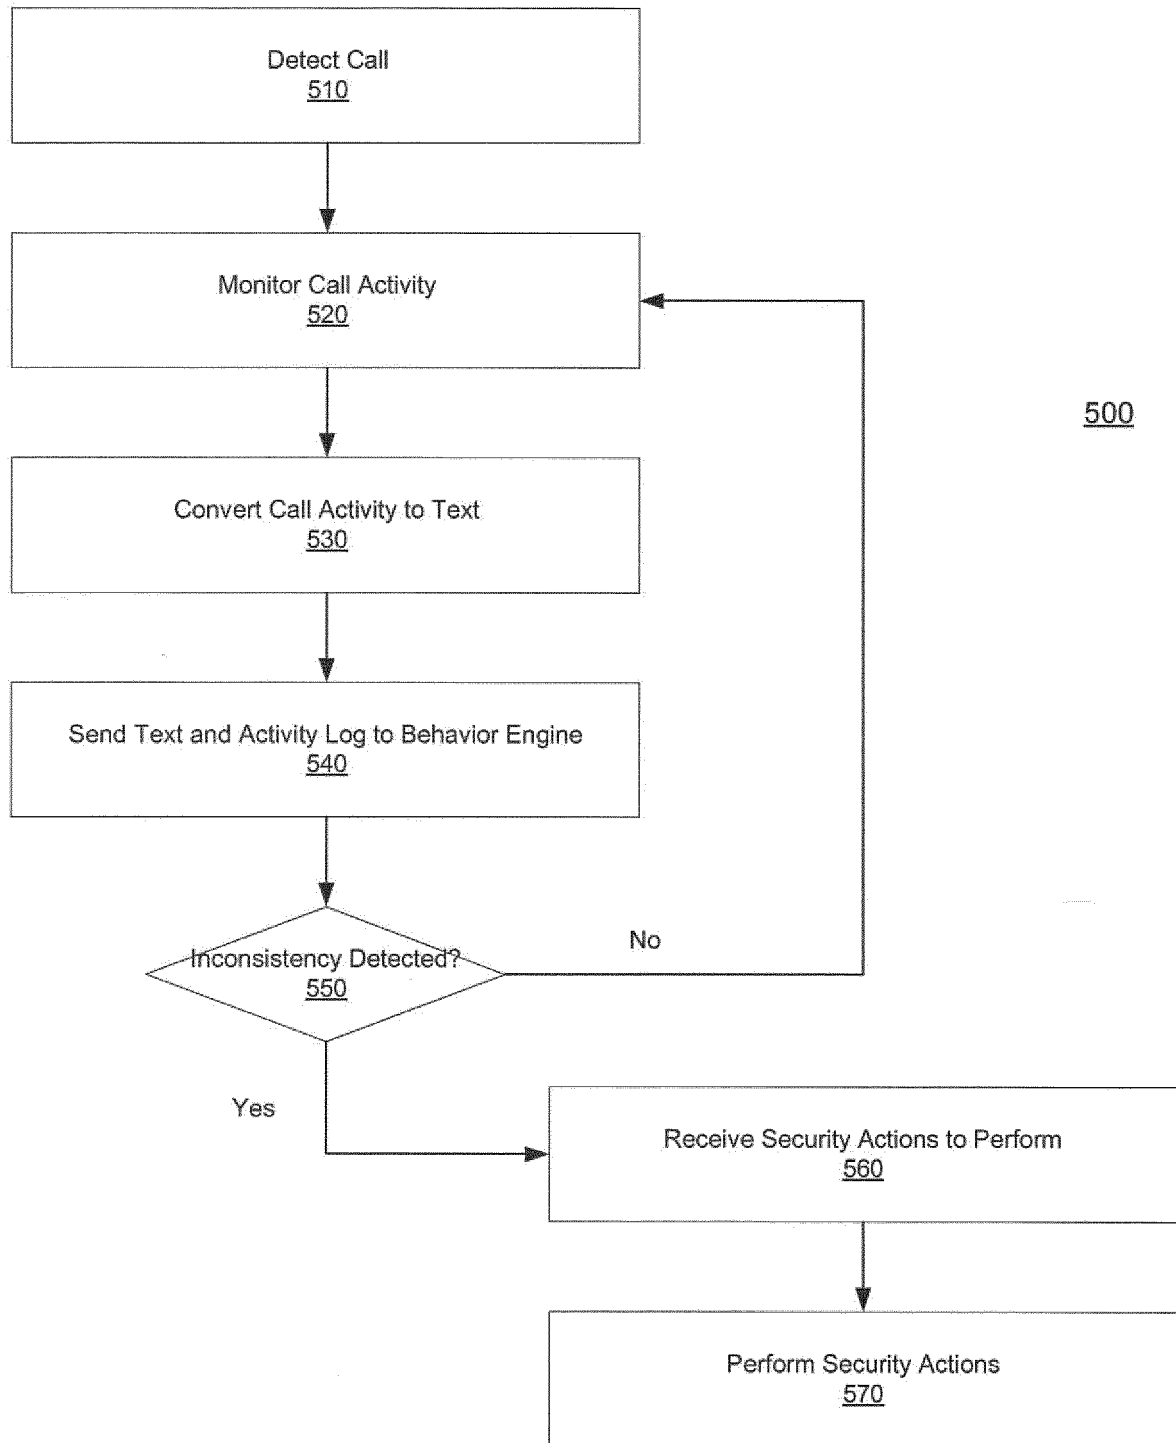 Detect Call
510
Monitor Call Activity
520
500
Convert Call Activity to Text
530
Send Text and Activity Log to Behavior Engine
540
No
Inconsistency Detected?
550
Yes
Receive Security Actions to Perform
560
Perform Security Actions
570